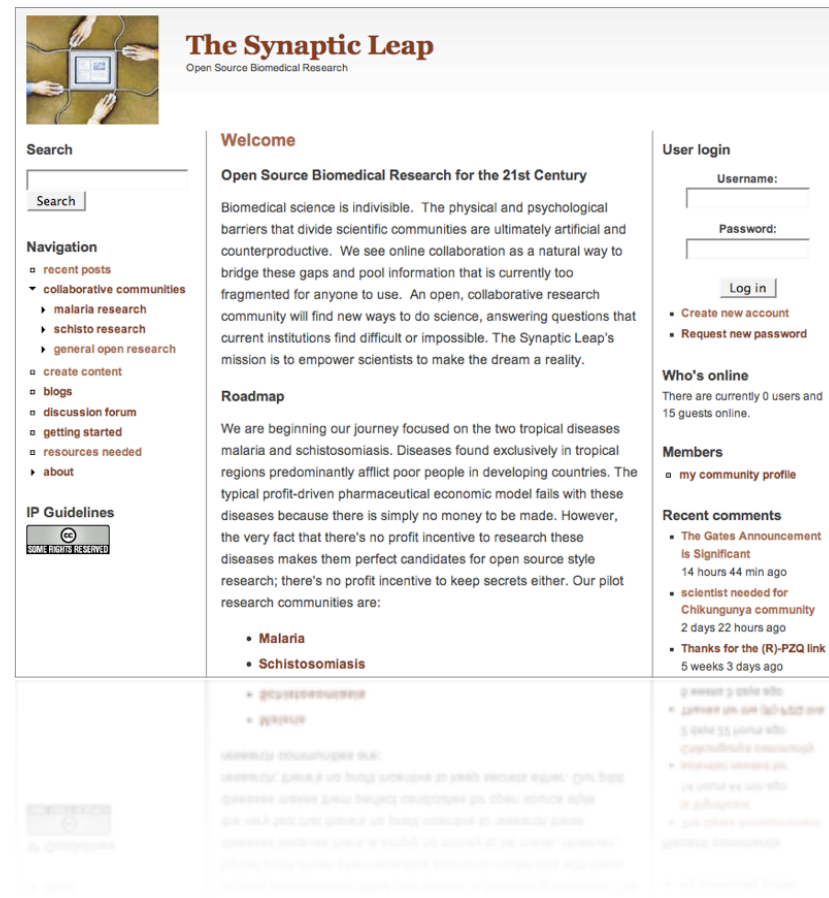 The Synaptic Leap
Open Source Biomedical Research
Search
Search
Navigation
recent posts
collaborative communities
malaria research
schisto research
general open research
create content
blogs
discussion forum
getting started
resources needed
about
IP Guidelines
cc
SOME RIGHTS RESERVED
Welcome
Open Source Biomedical Research for the 21st Century
Biomedical science is indivisible. The physical and psychological
barriers that divide scientific communities are ultimately artificial and
counterproductive. We see online collaboration as a natural way to
bridge these gaps and pool information that is currently too
fragmented for anyone to use. An open, collaborative research
community will find new ways to do science, answering questions that
current institutions find difficult or impossible. The Synaptic Leap's
mission is to empower scientists to make the dream a reality.
Roadmap
We are beginning our journey focused on the two tropical diseases
malaria and schistosomiasis. Diseases found exclusively in tropical
regions predominantly afflict poor people in developing countries. The
typical profit-driven pharmaceutical economic model fails with these
diseases because there is simply no money to be made. However,
the very fact that there's no profit incentive to research these
diseases makes them perfect candidates for open source style
research; there's no profit incentive to keep secrets either. Our pilot
research communities are:
• Malaria
• Schistosomiasis
User login
Username:
Password:
Log in
Create new account
Request new password
Who's online
There are currently 0 users and
15 guests online.
Members
my community profile
Recent comments
The Gates Announcement
is Significant
14 hours 44 min ago
scientist needed for
Chikungunya community
2 days 22 hours ago
Thanks for the (R)-PZQ link
5 weeks 3 days ago